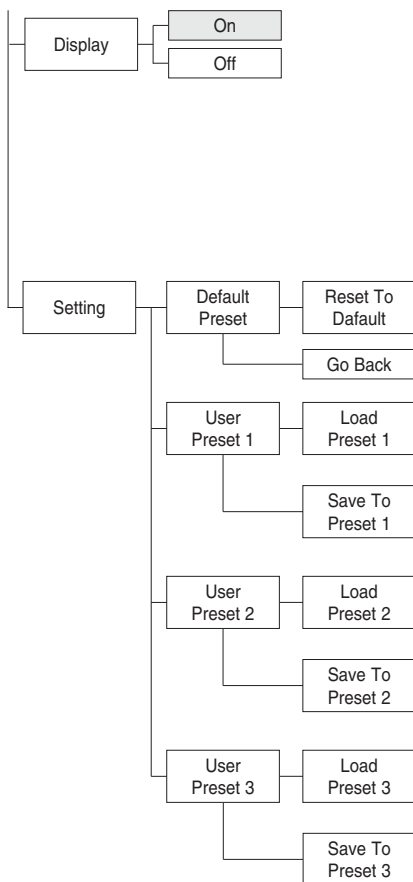 On
Display
Off
Setting
Default
Preset
Reset To
Dafault
Go Back
User
Preset 1
Load
Preset 1
Save To
Preset 1
User
Preset 2
Load
Preset 2
Save To
Preset 2
User
Preset 3
Load
Preset 3
Save To
Preset 3